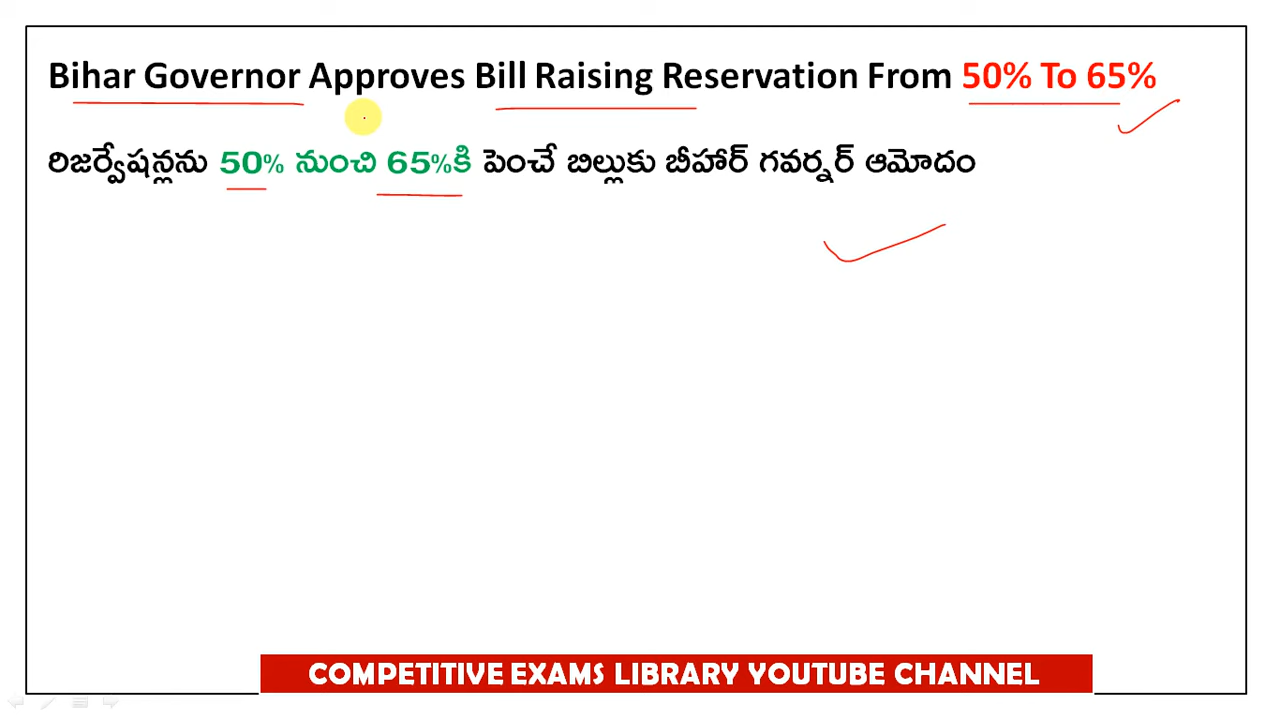 Bihar Governor Approves Bill Raising Reservation From 50% To 65%
రిజర్వేషన్లను 50% నుంచి 65%కి పెంచే బిల్లుకు బీహార్ గవర్నర్ ఆమోదం
COMPETITIVE EXAMS LIBRARY YOUTUBE CHANNEL